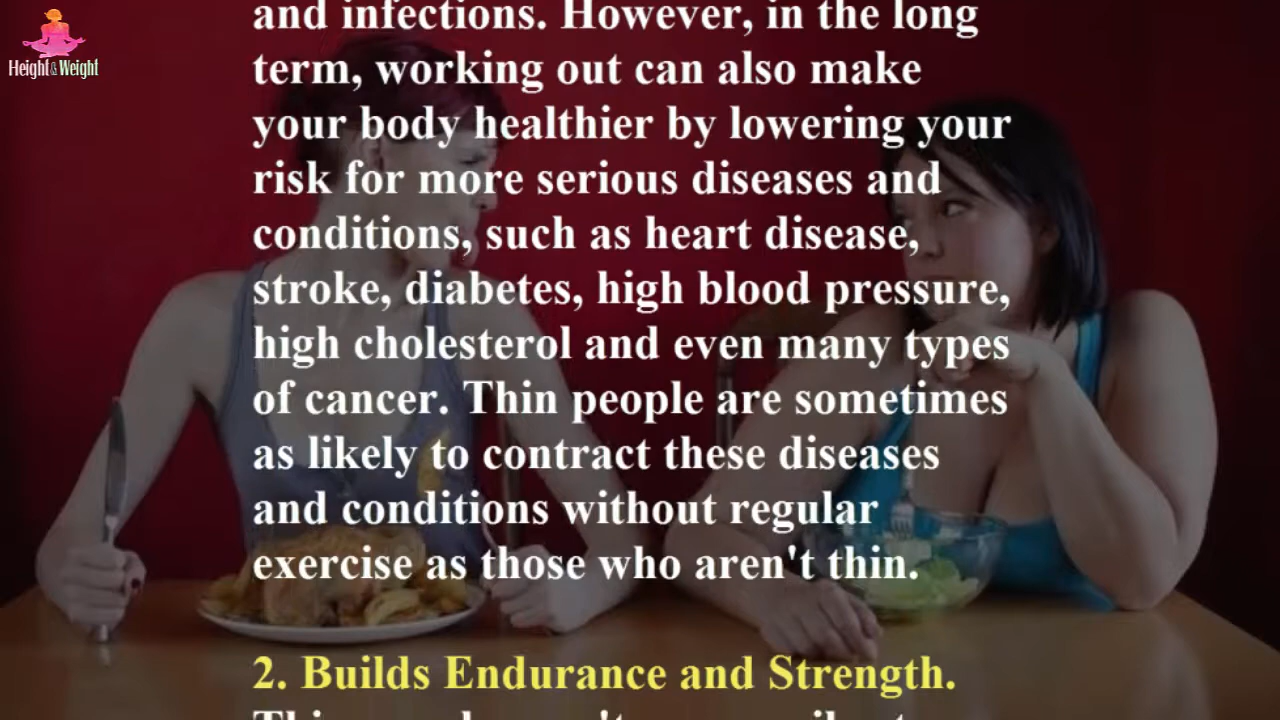 Height & Weight
and infections. However, in the long
term, working out can also make
your body healthier by lowering your
risk for more serious diseases and
conditions, such as heart disease,
stroke, diabetes, high blood pressure,
high cholesterol and even many types
of cancer. Thin people are sometimes
as likely to contract these diseases
and conditions without regular
exercise as those who aren't thin.
2. Builds Endurance and Strength.